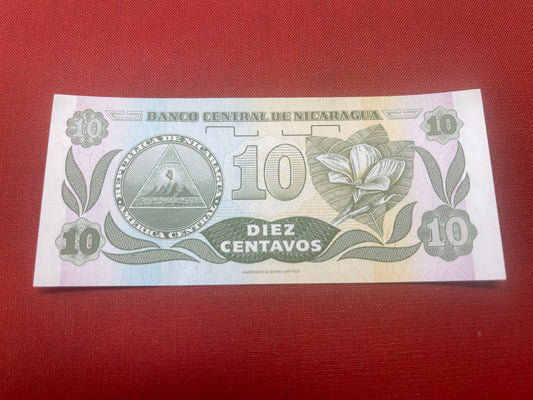 BANCO CENTRAL DE NICARAGUA
10
10
REPUBLICA DE NICARAGUA
AMERICA CENTRAL
10
DIEZ
CENTAVOS
10
10
HARRISON & SONS LIMITED